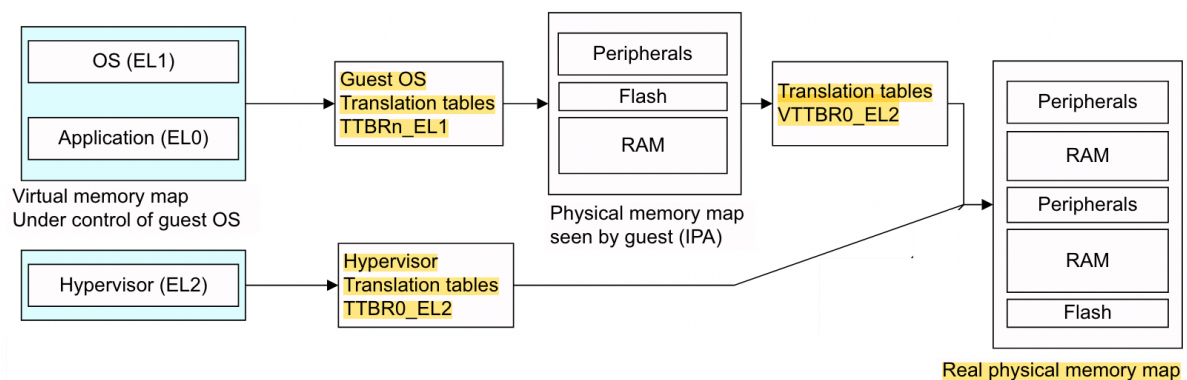 OS (EL1)
Application (EL0)
Virtual memory map
Under control of guest OS
Guest OS
Translation tables
TTBRn_EL1
Peripherals
Flash
RAM
Physical memory map
seen by guest (IPA)
Translation tables
VTTBR0_EL2
Hypervisor (EL2)
Hypervisor
Translation tables
TTBR0_EL2
Peripherals
RAM
Peripherals
RAM
Flash
Real physical memory map